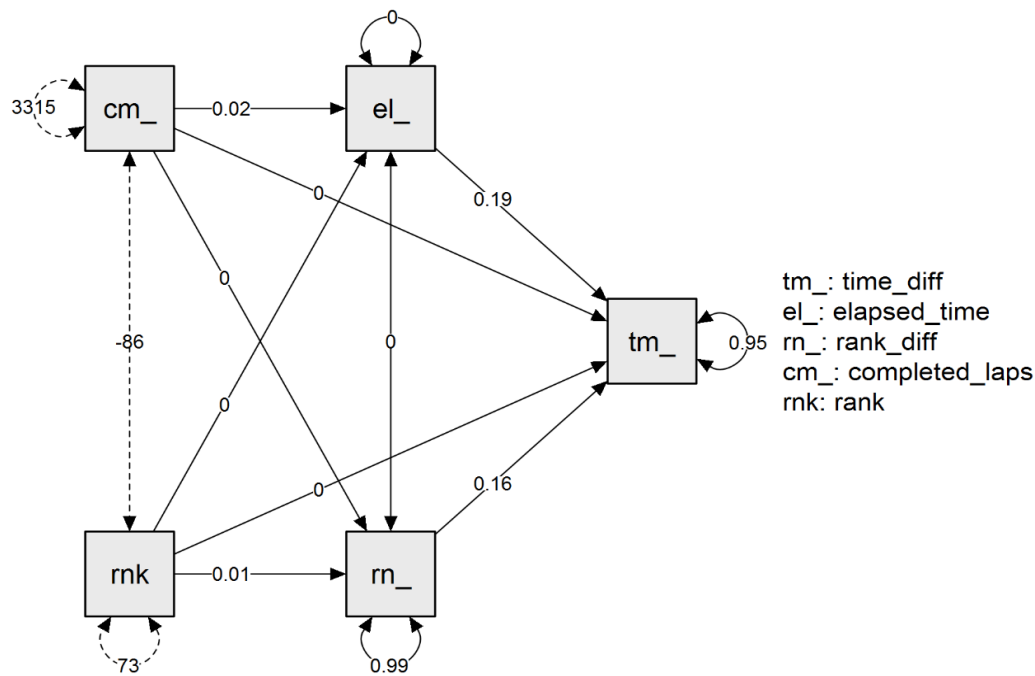 0
3315
cm_
0.02
el_
0
0.19
0
-86
0
0
tm_
0.95
tm_: time_diff
el_: elapsed_time
rn_: rank_diff
cm_: completed_laps
rnk: rank
0
0.16
rnk
0.01
rn_
73
0.99